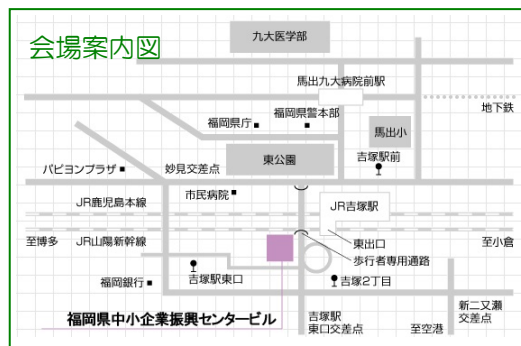 会場案内図
九大医学部
馬出九大病院前駅
地下鉄
福岡県庁
福岡県警本部
馬出小
東公園
吉塚駅前
パピヨンプラザ
妙見交差点
市民病院
JR鹿児島本線
JR吉塚駅
至博多
JR山陽新幹線
東出口
至小倉
歩行者専用通路
吉塚駅東口
福岡銀行
吉塚2丁目
福岡県中小企業振興センタービル
吉塚駅
東口交差点
至空港
新二又瀬
交差点